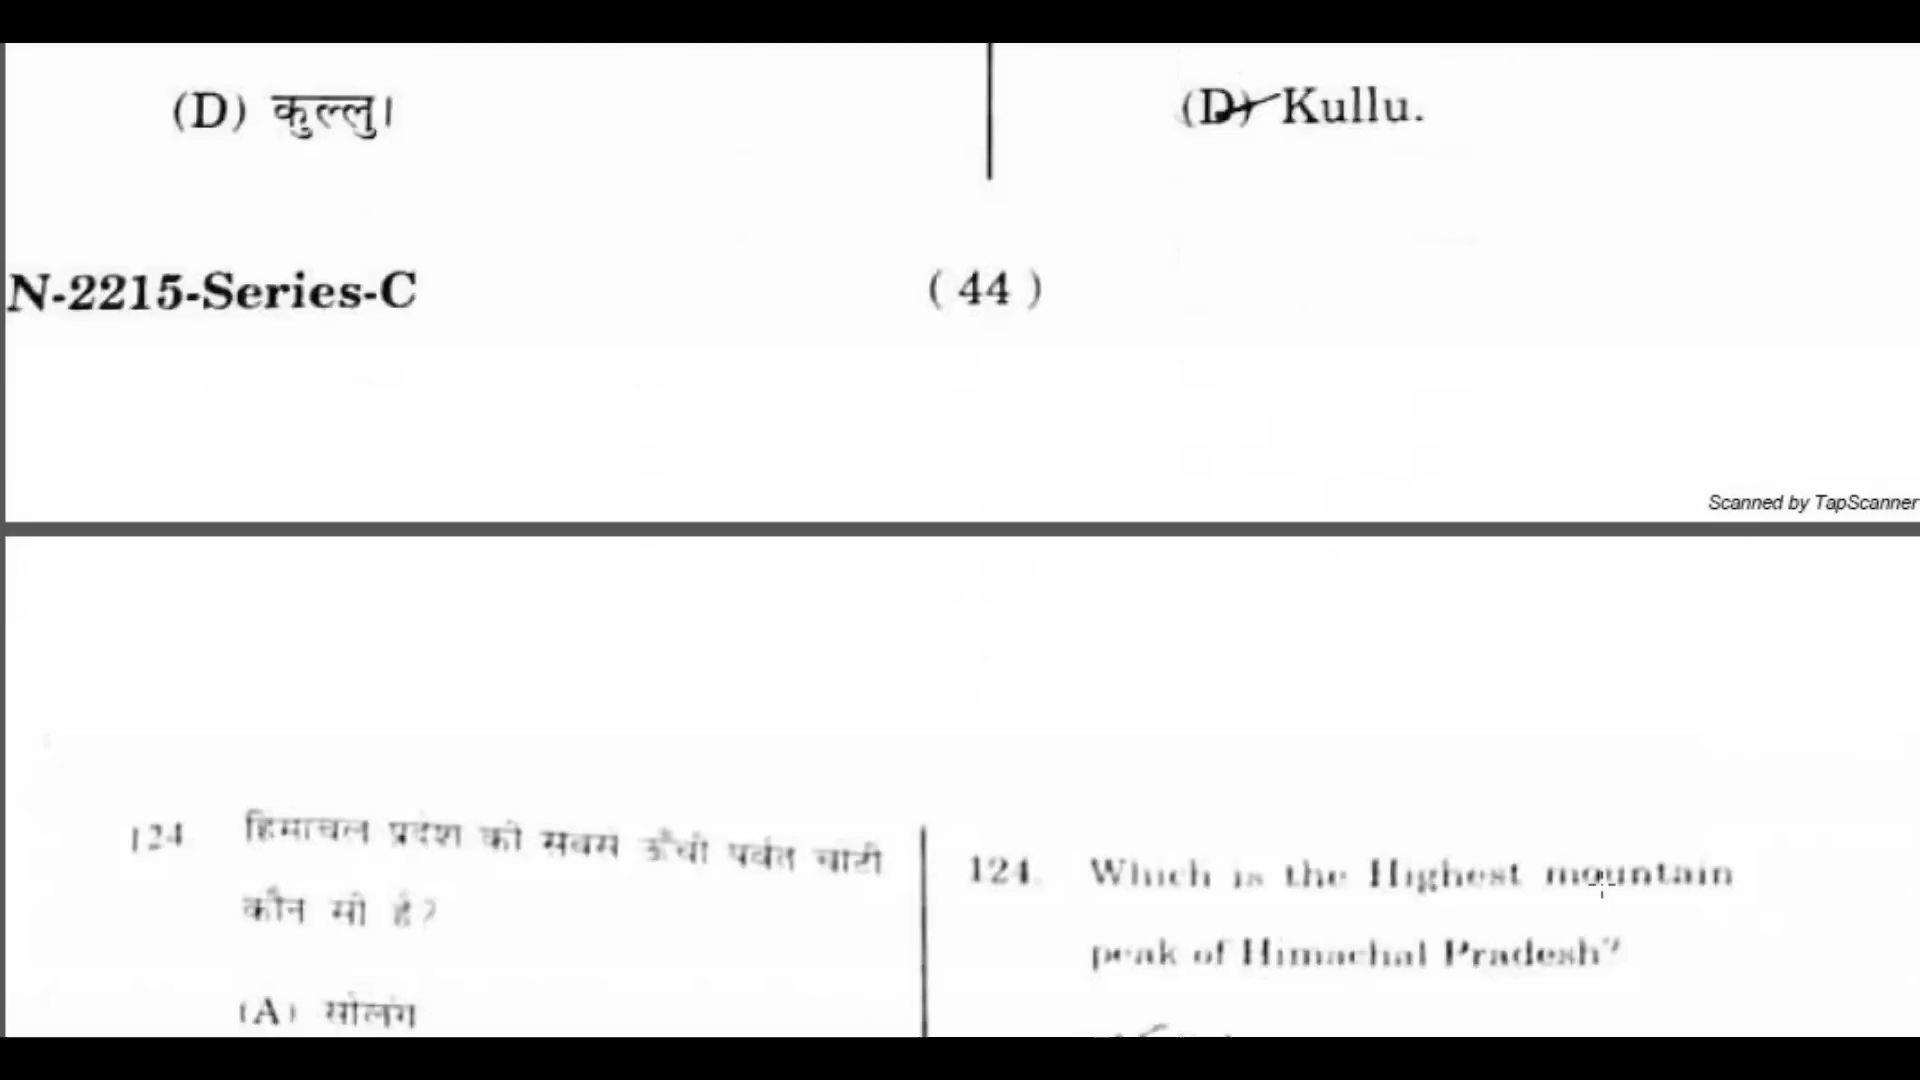 (D) कुल्लु।
(D) Kullu.
N-2215-Series-C
( 44 )
Scanned by TapScanner
124 हिमाचल प्रदेश की सबसे ऊँची पर्वत चोटी
कौन सी है?
(A) सोलंग
124. Which is the Highest mountain
peak of Himachal Pradesh?